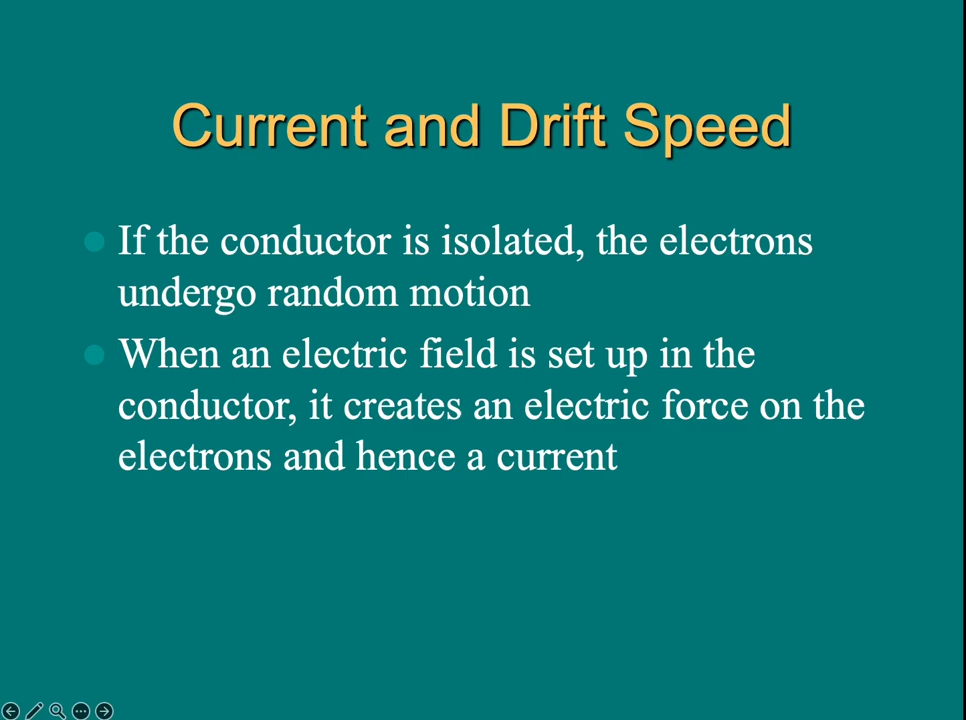 Current and Drift Speed
If the conductor is isolated, the electrons
undergo random motion
When an electric field is set up in the
conductor, it creates an electric force on the
electrons and hence a current